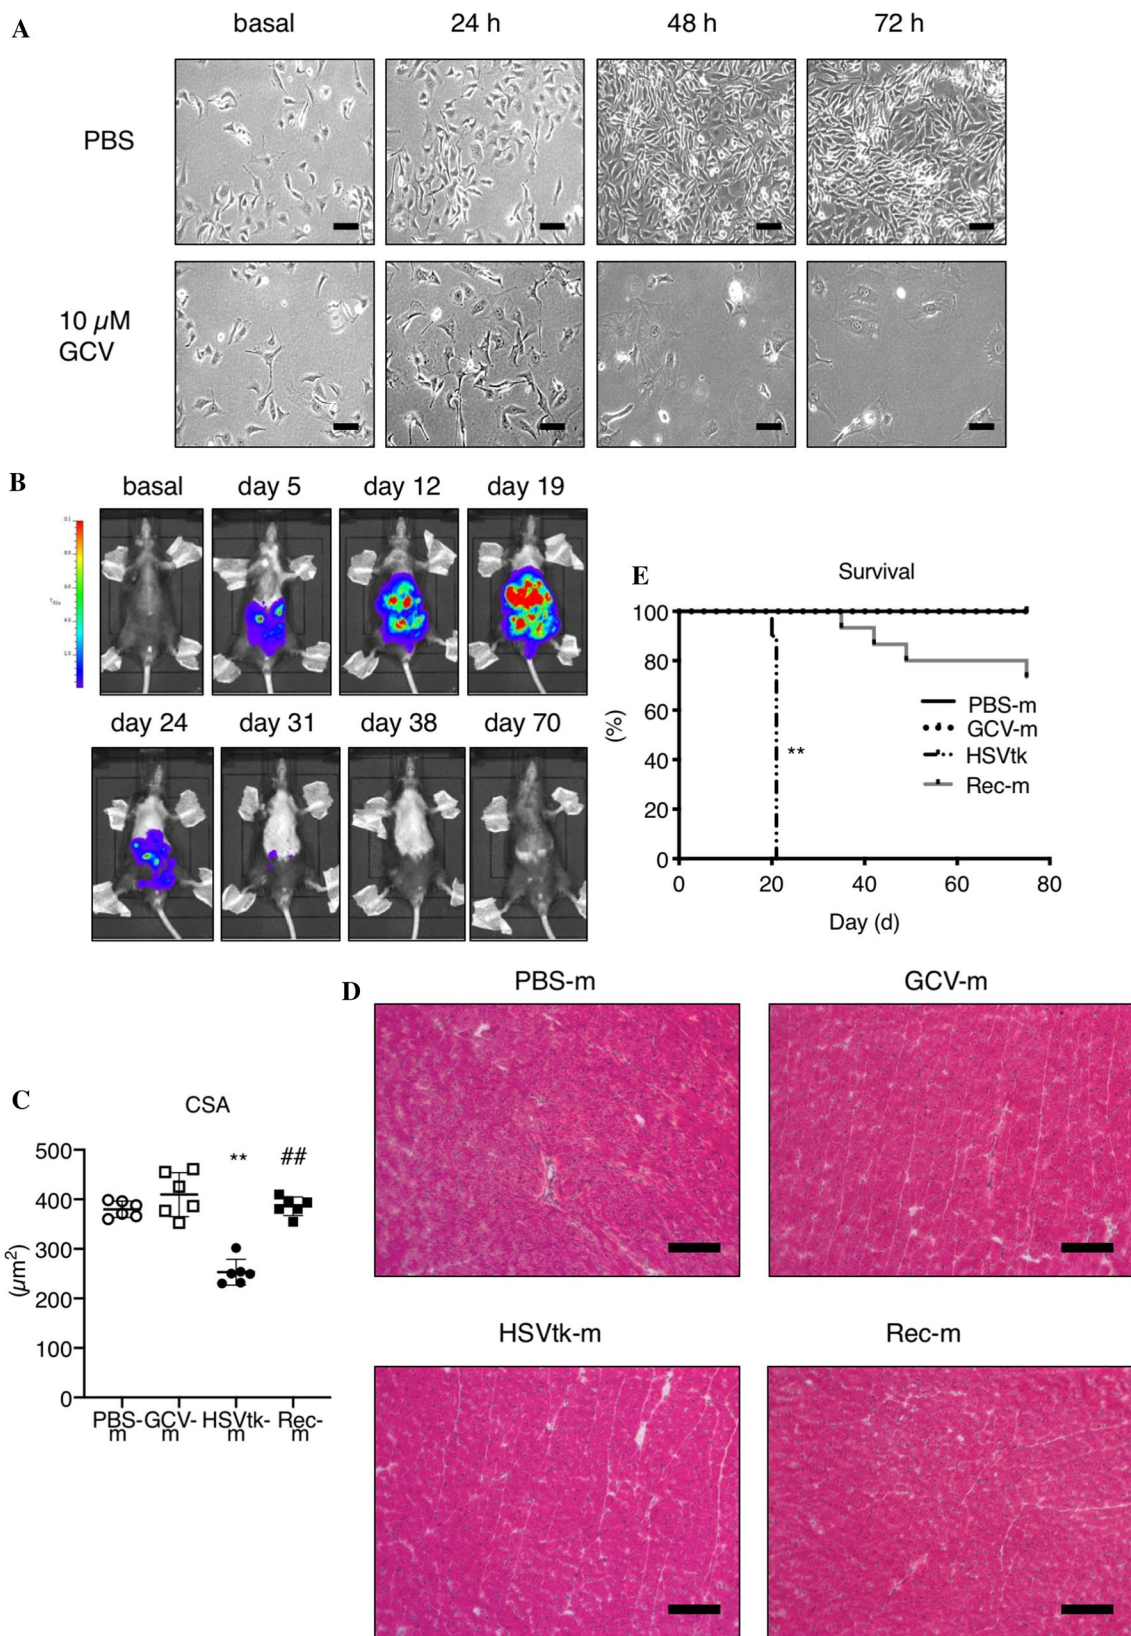 A
basal
24 h
48 h
72 h
PBS
10 µM
GCV
B
basal
day 5
day 12
day 19
day 24
day 31
day 38
day 70
E
Survival
100
80
60
40
20
0
(%)
**
PBS-m
GCV-m
HSVtk
Rec-m
0
20
40
60
80
Day (d)
C
CSA
500
400
300
200
100
0
(µm²)
**
##
PBS-
m
GCV-
m
HSVtk-
m
Rec-
m
D
PBS-m
GCV-m
HSVtk-m
Rec-m